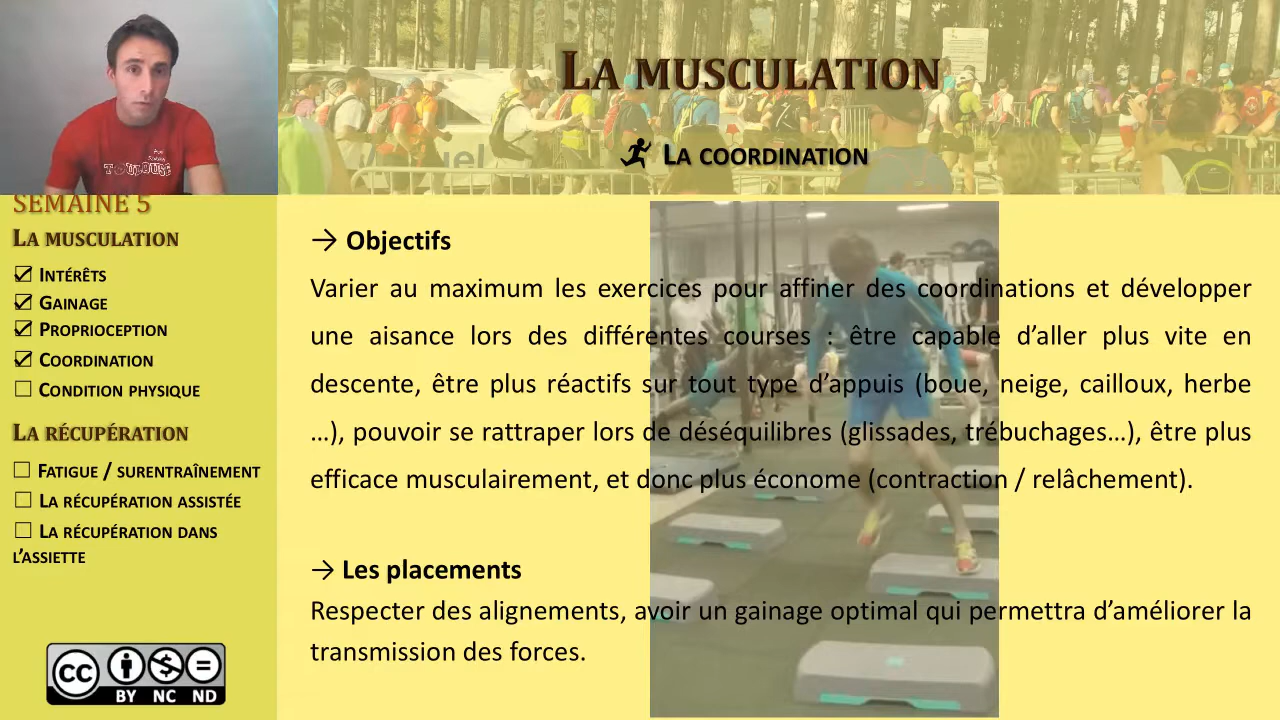 LA MUSCULATION
LA COORDINATION
TOULOUSE
SEMAINE 5
LA MUSCULATION
☑ INTÉRÊTS
☑ GAINAGE
☑ PROPRIOCEPTION
☑ COORDINATION
☐ CONDITION PHYSIQUE
LA RÉCUPÉRATION
☐ FATIGUE / SURENTRAÎNEMENT
☐ LA RÉCUPÉRATION ASSISTÉE
☐ LA RÉCUPÉRATION DANS
L’ASSIETTE
→ Objectifs
Varier au maximum les exercices pour affiner des coordinations et développer
une aisance lors des différentes courses : être capable d’aller plus vite en
descente, être plus réactifs sur tout type d’appuis (boue, neige, cailloux, herbe
…), pouvoir se rattraper lors de déséquilibres (glissades, trébuchages…), être plus
efficace musculairement, et donc plus économe (contraction / relâchement).
→ Les placements
Respecter des alignements, avoir un gainage optimal qui permettra d’améliorer la
transmission des forces.
CC
BY NC ND